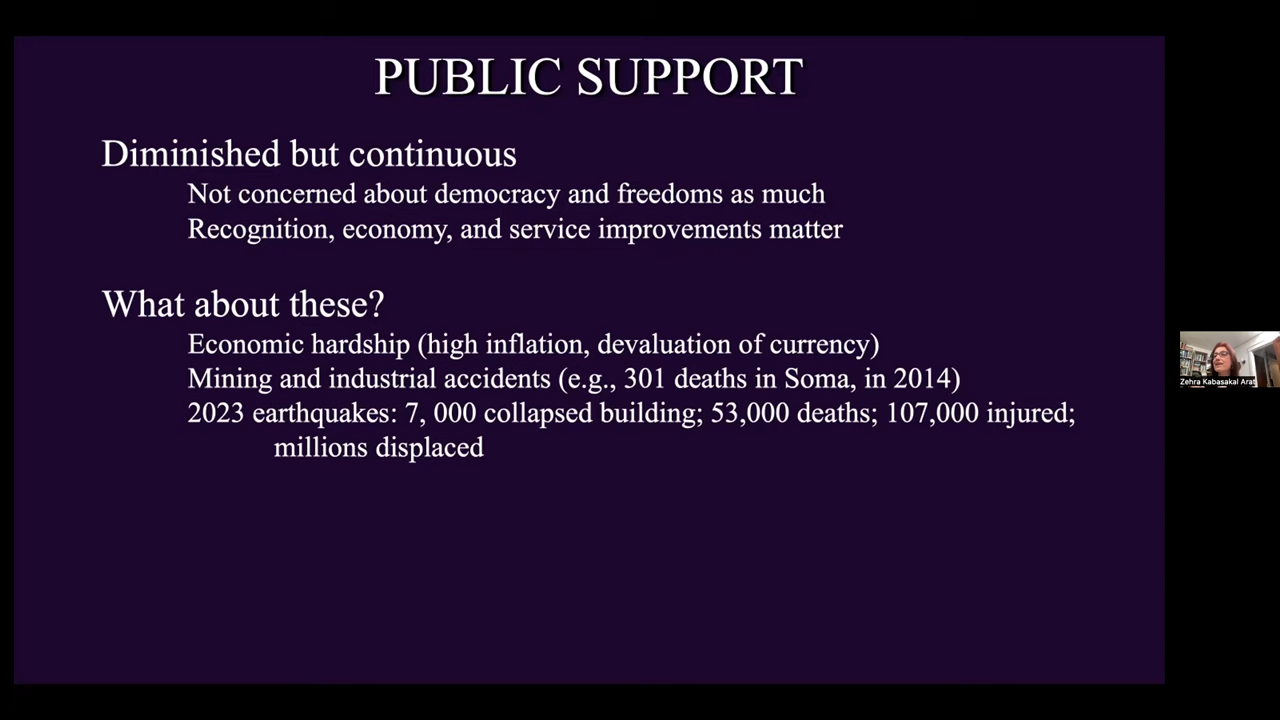 PUBLIC SUPPORT
Diminished but continuous
Not concerned about democracy and freedoms as much
Recognition, economy, and service improvements matter
What about these?
Economic hardship (high inflation, devaluation of currency)
Mining and industrial accidents (e.g., 301 deaths in Soma, in 2014)
2023 earthquakes: 7, 000 collapsed building; 53,000 deaths; 107,000 injured;
millions displaced
Zehra Kabasakal Arat